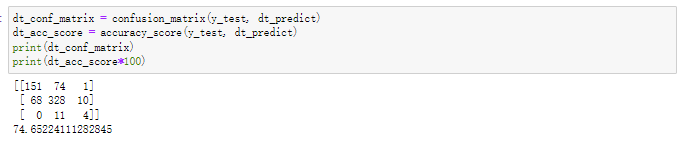 dt_conf_matrix = confusion_matrix(y_test, dt_predict)
dt_acc_score = accuracy_score(y_test, dt_predict)
print(dt_conf_matrix)
print(dt_acc_score*100)
[[151  74   1]
 [ 68 328  10]
 [  0  11   4]]
74.65224111282845